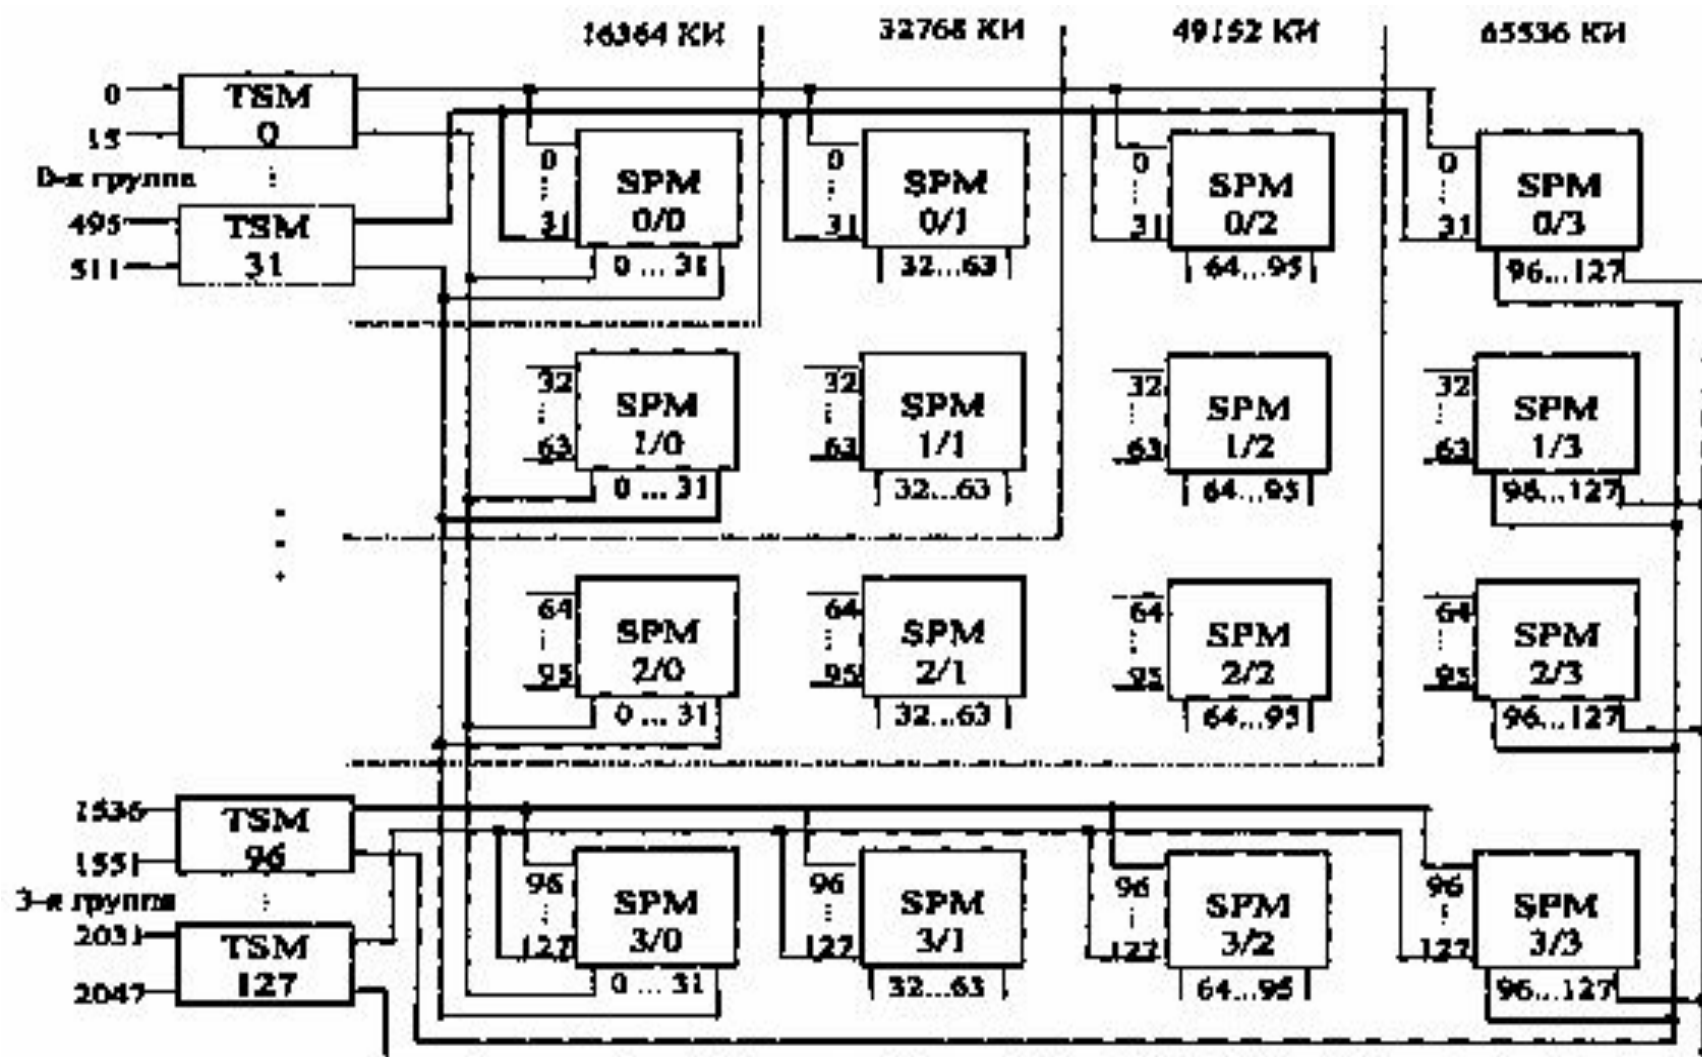 16364 КИ
32768 КИ
49152 КИ
65536 КИ
0
TSM
0
15
0-я группа
495
TSM
31
511
0
31
SPM
0/0
0 ... 31
0
31
SPM
0/1
32...63
0
31
SPM
0/2
64...95
0
31
SPM
0/3
96...127
32
63
SPM
1/0
0 ... 31
32
63
SPM
1/1
32...63
32
63
SPM
1/2
64...95
32
63
SPM
1/3
96...127
64
95
SPM
2/0
0 ... 31
64
95
SPM
2/1
32...63
64
95
SPM
2/2
64...95
64
95
SPM
2/3
96...127
1536
TSM
96
1551
3-я группа
2031
TSM
127
2047
96
127
SPM
3/0
0 ... 31
96
127
SPM
3/1
32...63
96
127
SPM
3/2
64...95
96
127
SPM
3/3
96...127